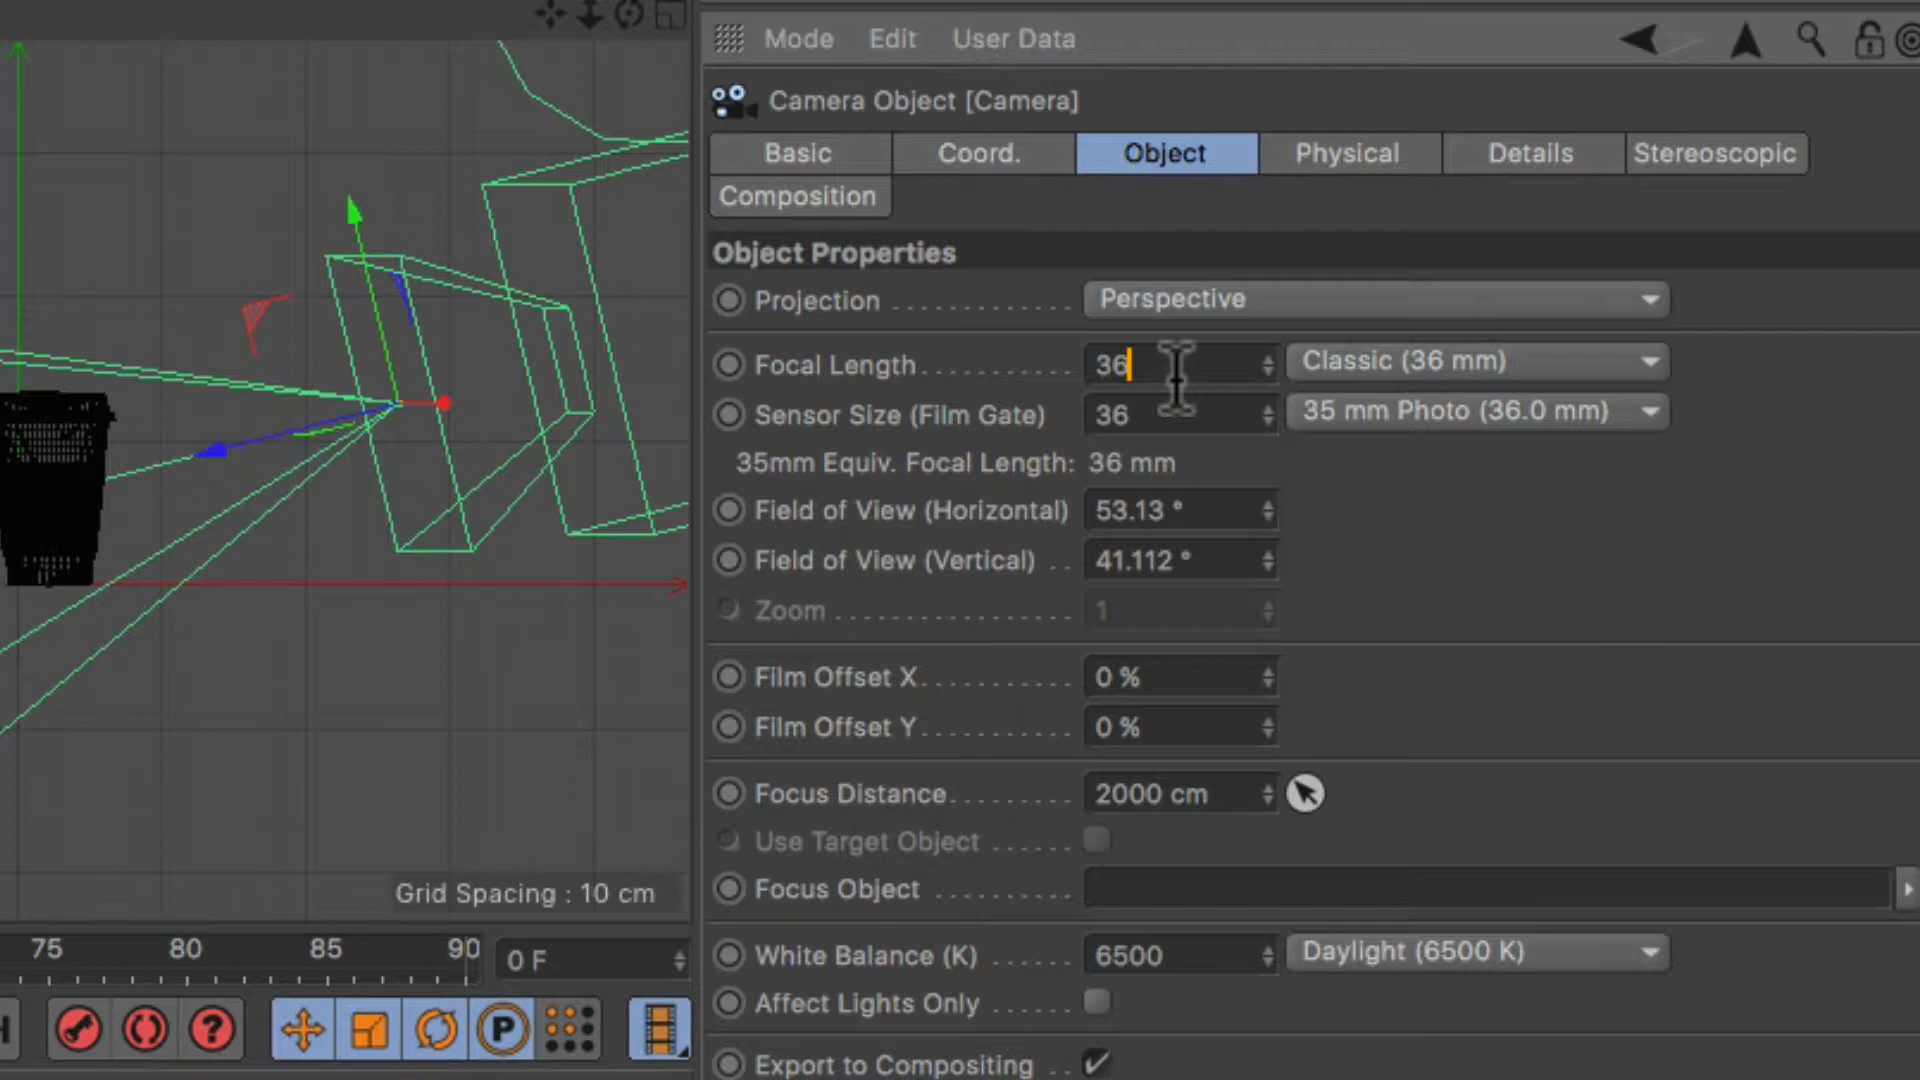 Mode Edit User Data
Camera Object [Camera]
Basic Coord. Object Physical Details Stereoscopic
Composition
Object Properties
Projection Perspective
Focal Length 36 Classic (36 mm)
Sensor Size (Film Gate) 36 35 mm Photo (36.0 mm)
35mm Equiv. Focal Length: 36 mm
Field of View (Horizontal) 53.13 °
Field of View (Vertical) 41.112 °
Zoom 1
Film Offset X 0 %
Film Offset Y 0 %
Focus Distance 2000 cm
Use Target Object
Focus Object
Grid Spacing : 10 cm
75 80 85 90 0 F
White Balance (K) 6500 Daylight (6500 K)
Affect Lights Only
P
Export to Compositing